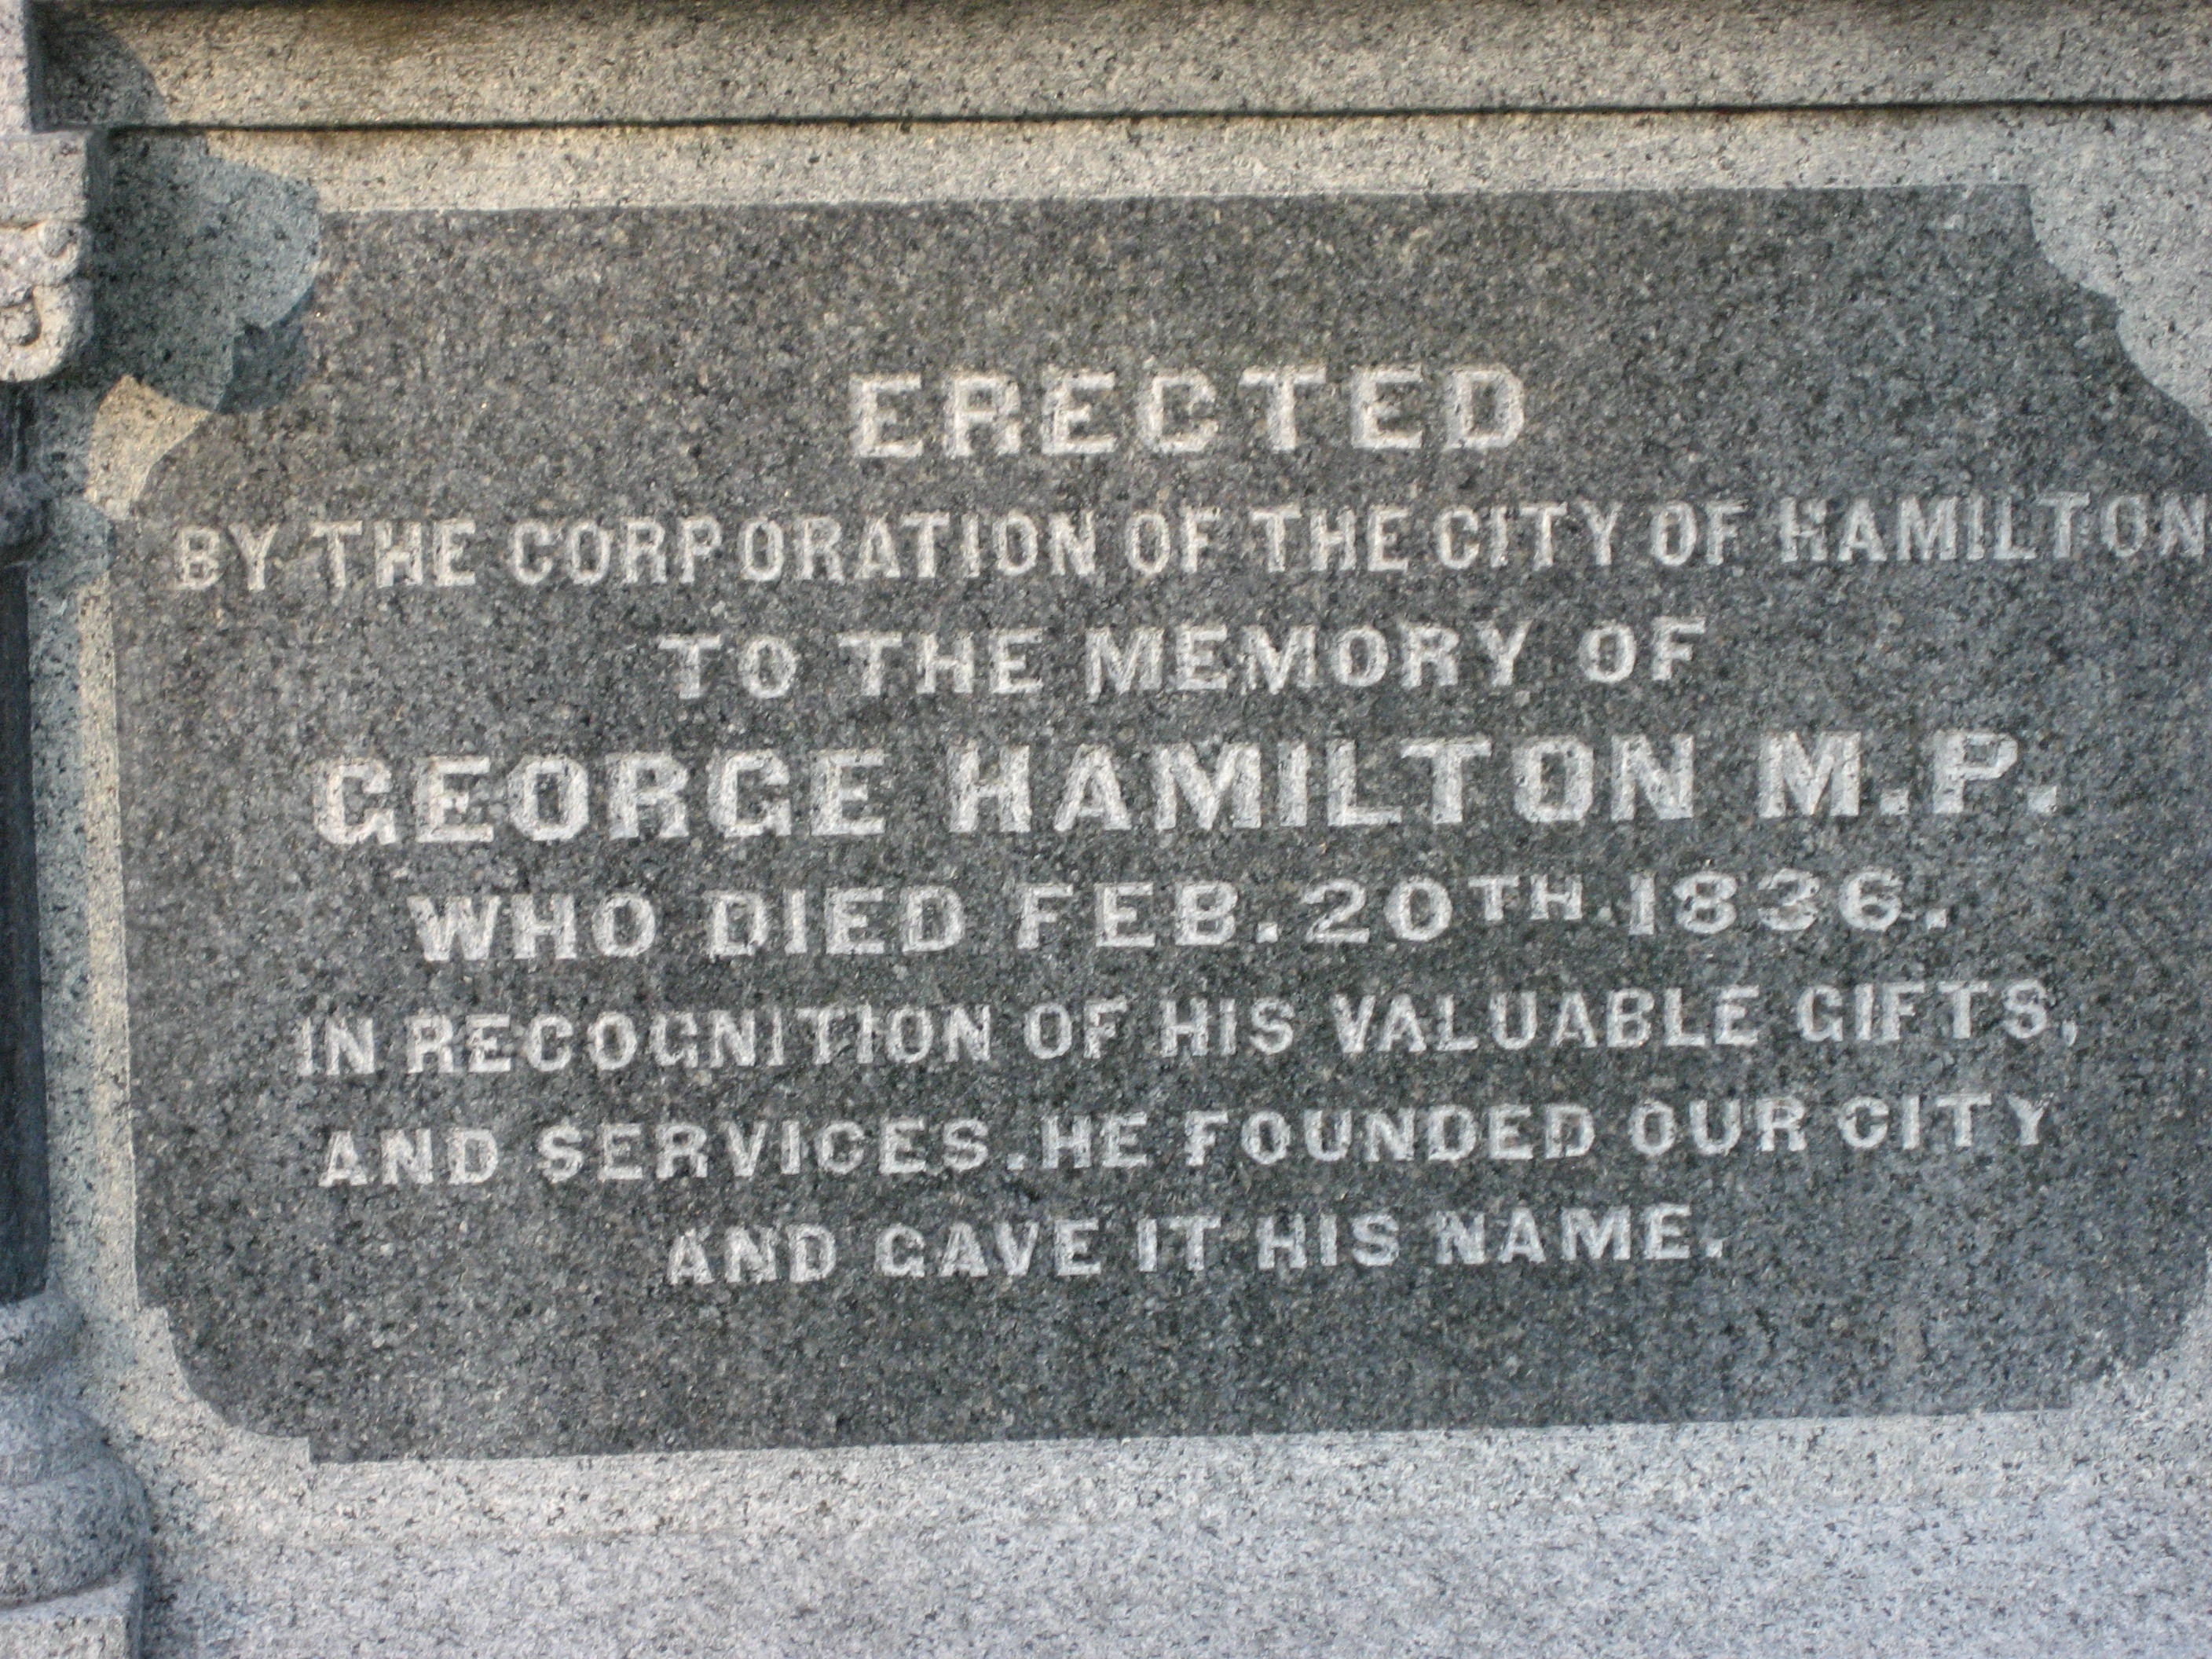 ERECTED
BY THE CORPORATION OF THE CITY OF HAMILTON
TO THE MEMORY OF
GEORGE HAMILTON M.P.
WHO DIED FEB. 20TH. 1836.
IN RECOGNITION OF HIS VALUABLE GIFTS,
AND SERVICES. HE FOUNDED OUR CITY
AND GAVE IT HIS NAME.